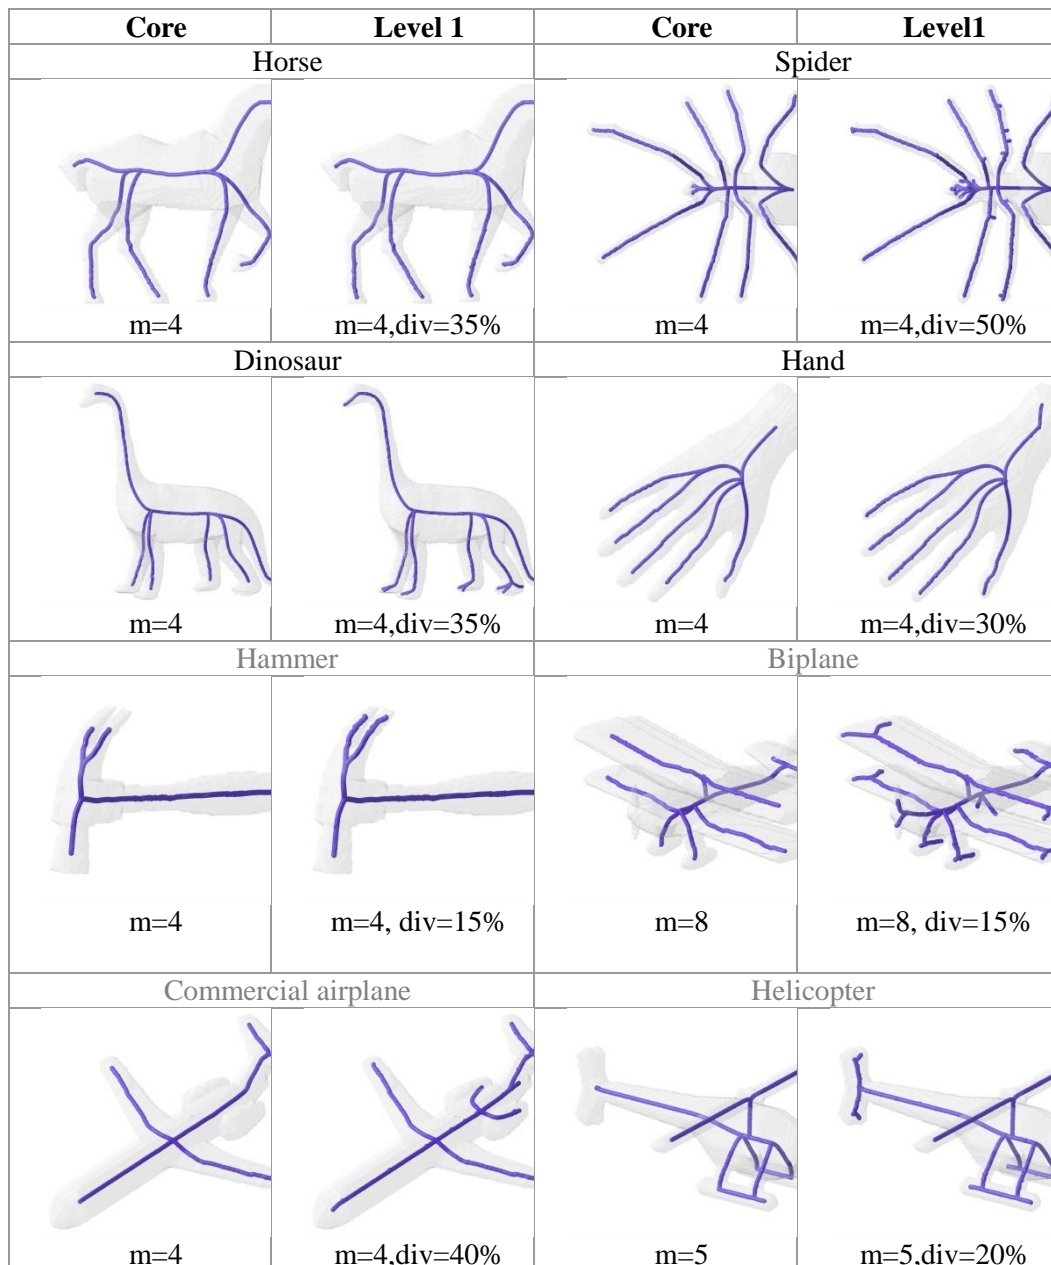 Core Level 1 Core Level1
Horse Spider
m=4 m=4,div=35% m=4 m=4,div=50%
Dinosaur Hand
m=4 m=4,div=35% m=4 m=4,div=30%
Hammer Biplane
m=4 m=4, div=15% m=8 m=8, div=15%
Commercial airplane Helicopter
m=4 m=4,div=40% m=5 m=5,div=20%